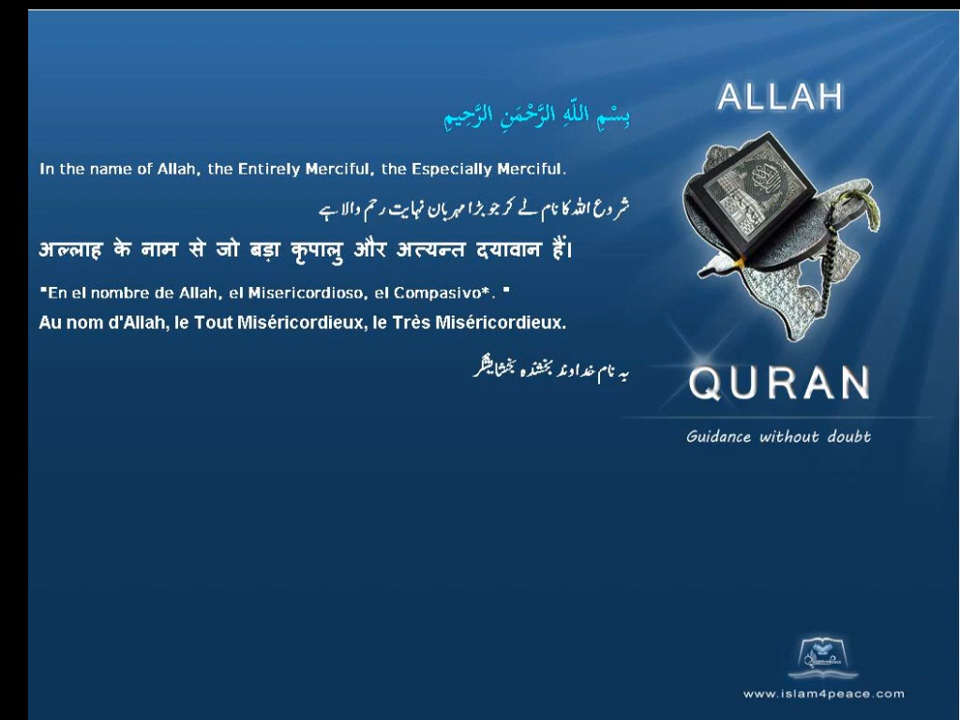 بِسْمِ اللّهِ الرَّحْمَنِ الرَّحِيمِ
In the name of Allah, the Entirely Merciful, the Especially Merciful.
شروع اللہ کا نام لے کر جو بڑا مہربان نہایت رحم والا ہے
अल्लाह के नाम से जो बड़ा कृपालु और अत्यन्त दयावान हैं।
"En el nombre de Allah, el Misericordioso, el Compasivo*. "
Au nom d'Allah, le Tout Miséricordieux, le Très Miséricordieux.
به نام خداوند بخشنده بخشایشگر
ALLAH
QURAN
Guidance without doubt
www.islam4peace.com